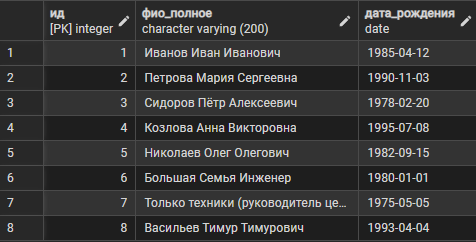 ид фио_полное дата_рождения
[PK] integer character varying (200) date
1 1 Иванов Иван Иванович 1985-04-12
2 2 Петрова Мария Сергеевна 1990-11-03
3 3 Сидоров Пётр Алексеевич 1978-02-20
4 4 Козлова Анна Викторовна 1995-07-08
5 5 Николаев Олег Олегович 1982-09-15
6 6 Большая Семья Инженер 1980-01-01
7 7 Только техники (руководитель це... 1975-05-05
8 8 Васильев Тимур Тимурович 1993-04-04